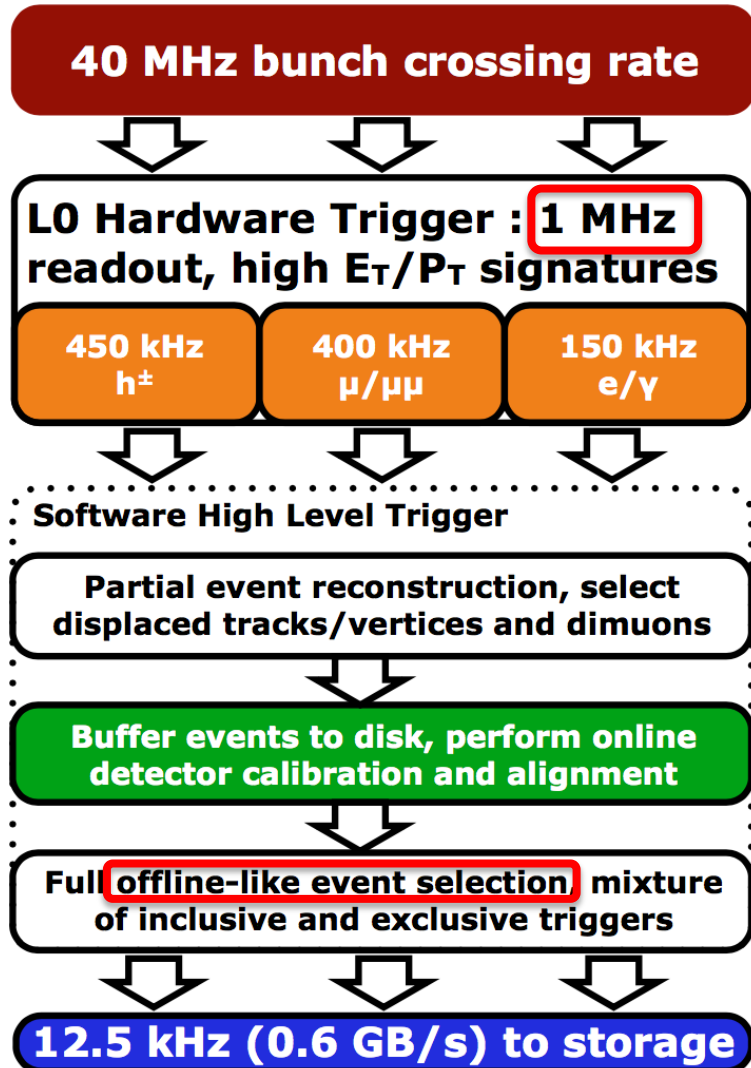 40 MHz bunch crossing rate
L0 Hardware Trigger : 1 MHz
readout, high E_T/P_T signatures
450 kHz
h±
400 kHz
μ/μμ
150 kHz
e/γ
Software High Level Trigger
Partial event reconstruction, select
displaced tracks/vertices and dimuons
Buffer events to disk, perform online
detector calibration and alignment
Full offline-like event selection, mixture
of inclusive and exclusive triggers
12.5 kHz (0.6 GB/s) to storage